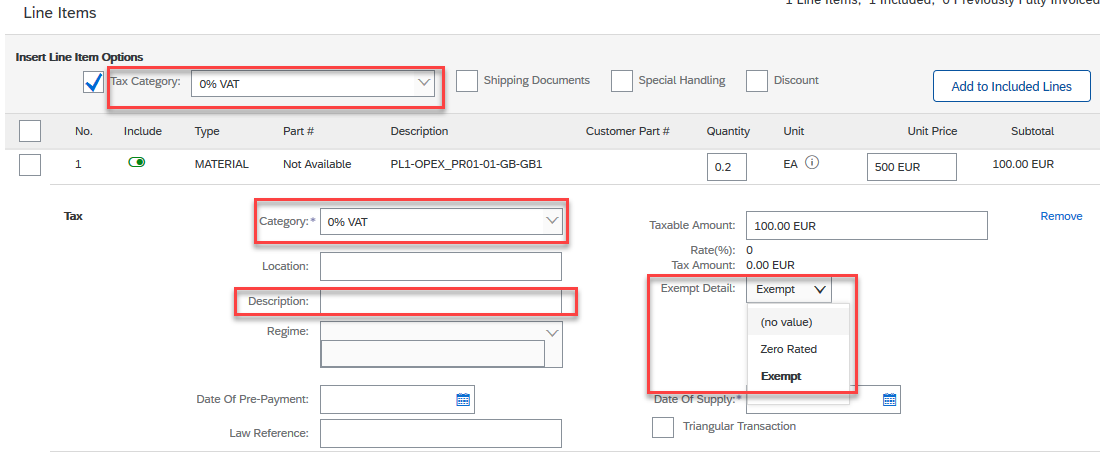 1 Line Items, 1 Included, 0 Previously Fully Invoiced
Line Items
Insert Line Item Options
Tax Category: 0% VAT Shipping Documents Special Handling Discount Add to Included Lines
No. Include Type Part # Description Customer Part # Quantity Unit Unit Price Subtotal
1 MATERIAL Not Available PL1-OPEX_PR01-01-GB-GB1 0.2 EA 500 EUR 100.00 EUR
Tax Category:* 0% VAT Taxable Amount: 100.00 EUR Remove
Rate(%): 0
Location: Tax Amount: 0.00 EUR
Description: Exempt Detail: Exempt
(no value)
Regime:
Zero Rated
Exempt
Date Of Pre-Payment: Date Of Supply:*
Law Reference: Triangular Transaction